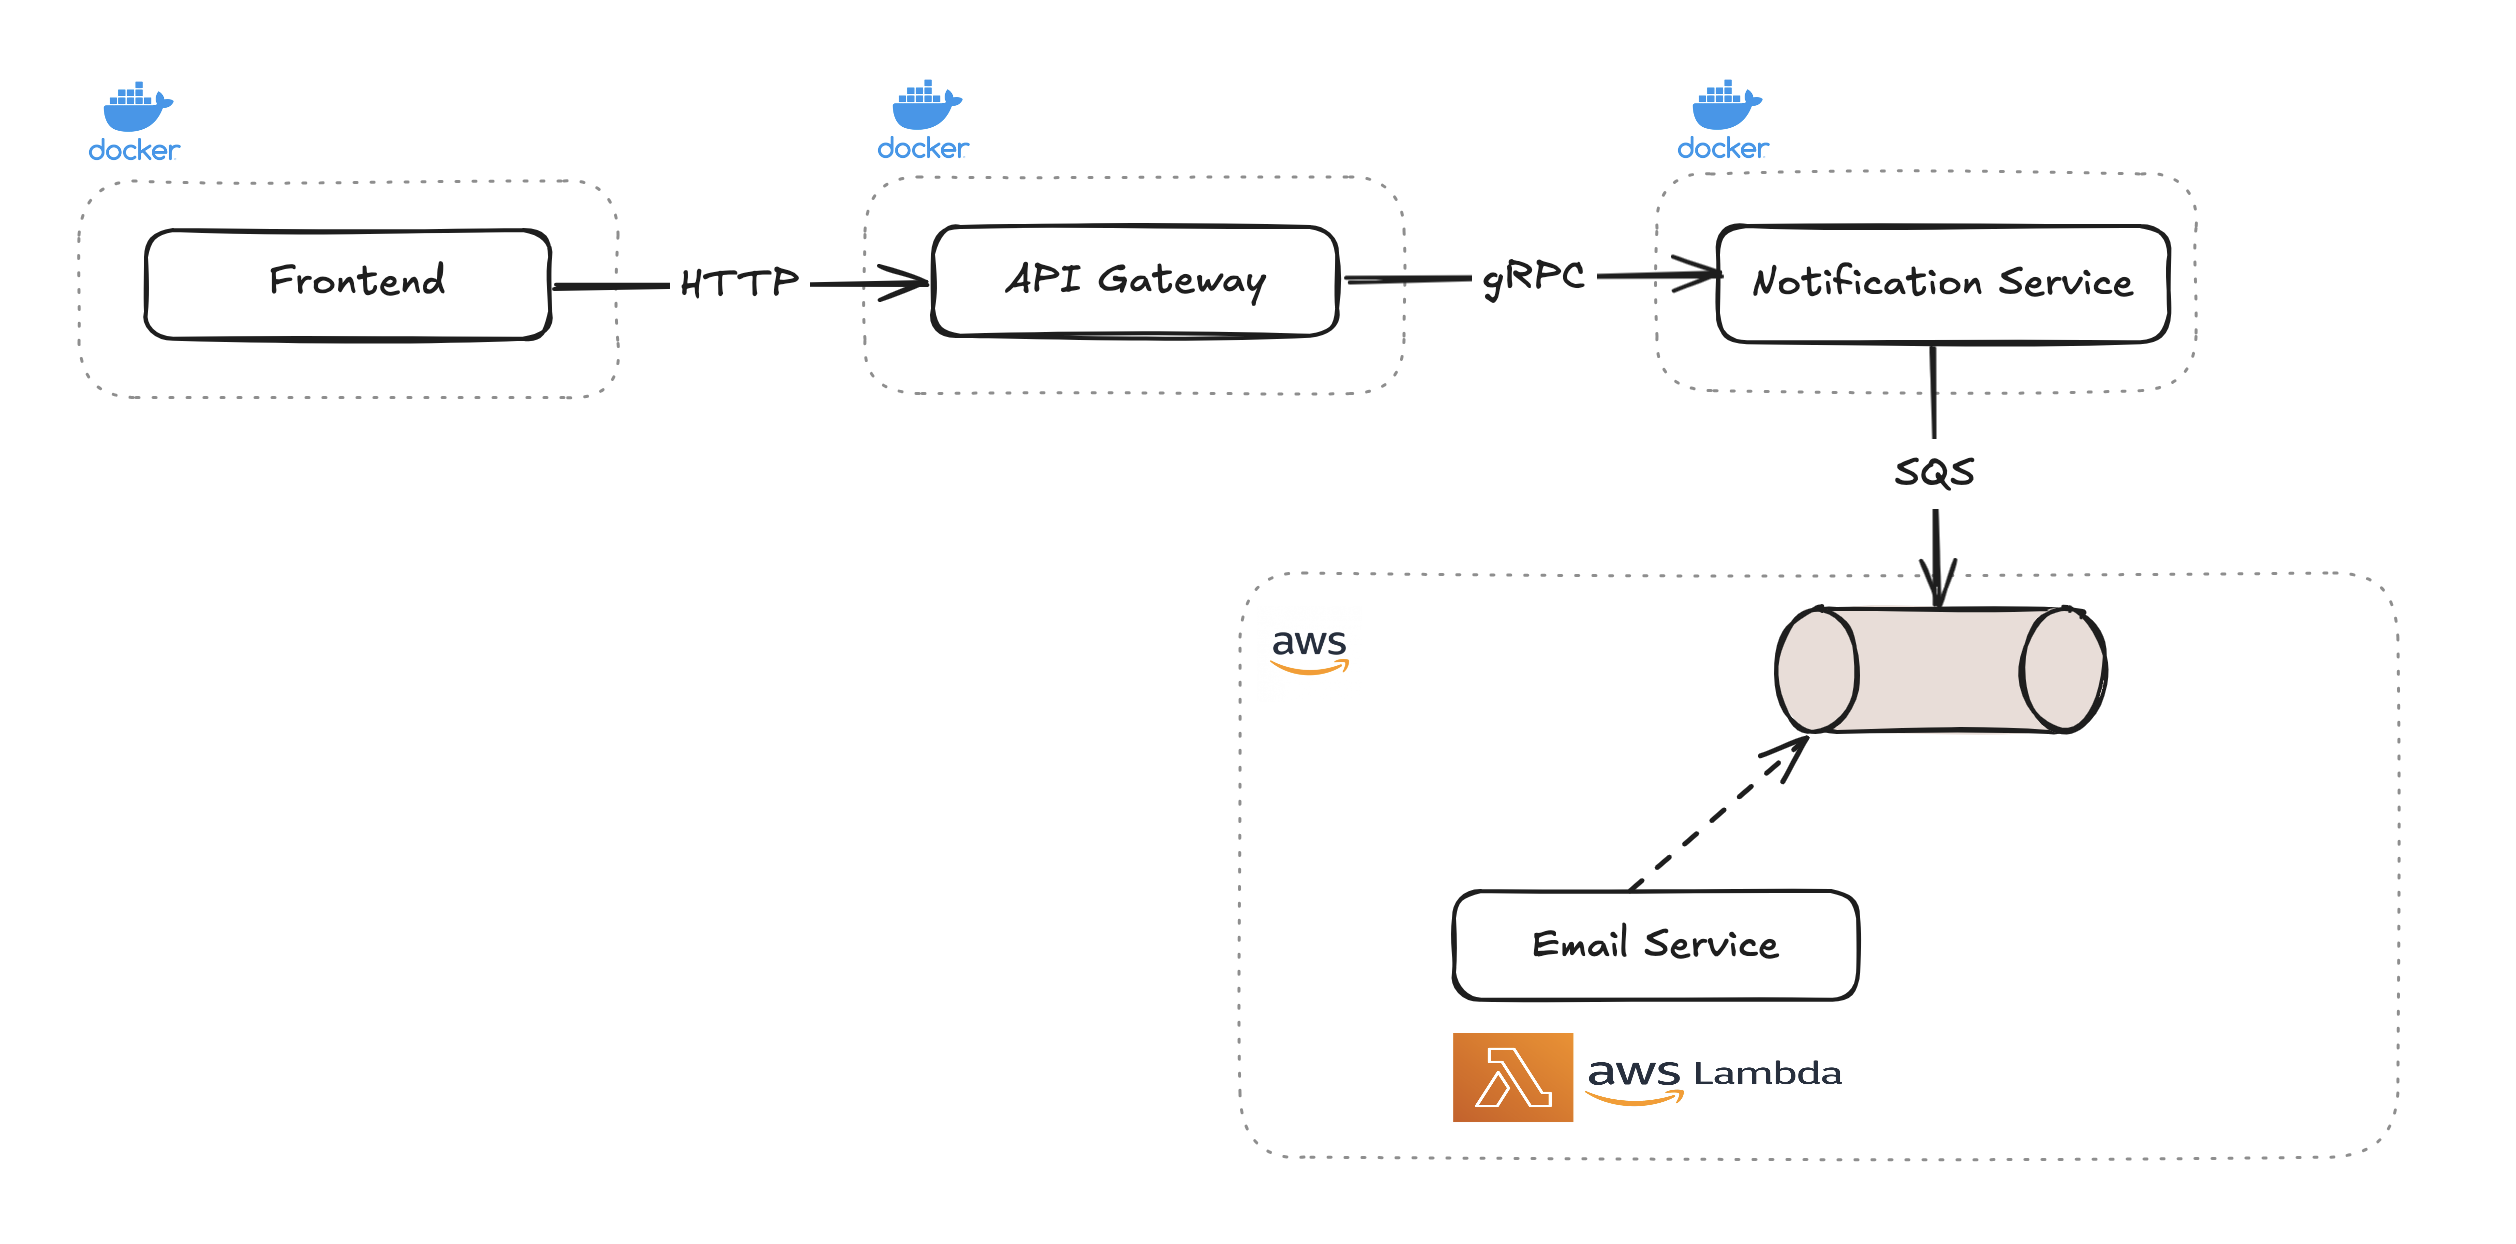 docker
docker
docker
Frontend
HTTP
API Gateway
gRPC
Notification Service
SQS
aws
Email Service
aws Lambda